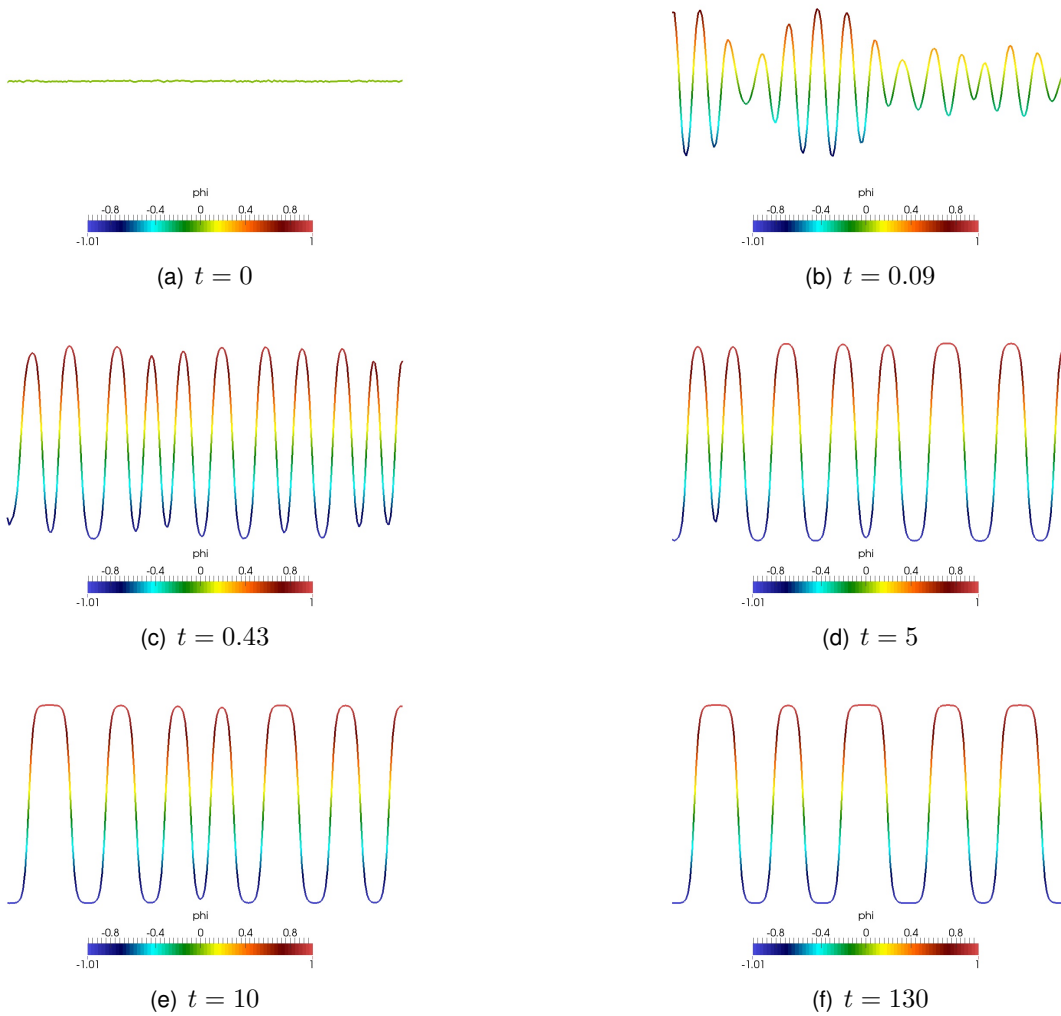 phi
-0.8 -0.4 0 0.4 0.8
-1.01 1
(a) t = 0
phi
-0.8 -0.4 0 0.4 0.8
-1.01 1
(b) t = 0.09
phi
-0.8 -0.4 0 0.4 0.8
-1.01 1
(c) t = 0.43
phi
-0.8 -0.4 0 0.4 0.8
-1.01 1
(d) t = 5
phi
-0.8 -0.4 0 0.4 0.8
-1.01 1
(e) t = 10
phi
-0.8 -0.4 0 0.4 0.8
-1.01 1
(f) t = 130